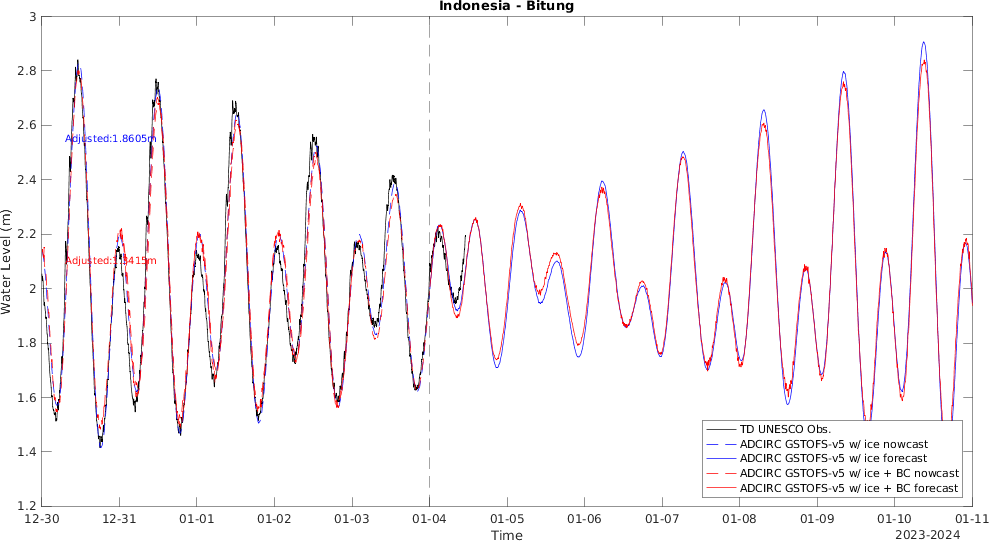 Indonesia - Bitung
Water Level (m)
3
2.8
2.6
2.4
2.2
2
1.8
1.6
1.4
1.2
Adjusted:1.8605m
TD UNESCO Obs.
ADCIRC GSTOFS-v5 w/ ice nowcast
ADCIRC GSTOFS-v5 w/ ice forecast
ADCIRC GSTOFS-v5 w/ ice + BC nowcast
ADCIRC GSTOFS-v5 w/ ice + BC forecast
12-30 12-31 01-01 01-02 01-03 01-04 01-05 01-06 01-07 01-08 01-09 01-10 01-11
Time
2023-2024